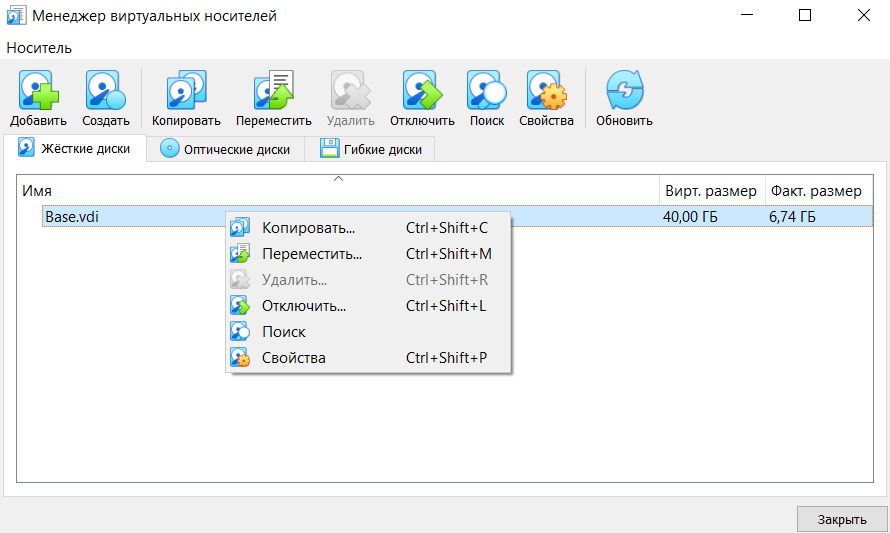 Менеджер виртуальных носителей
Носитель
Добавить Создать Копировать Переместить Удалить Отключить Поиск Свойства Обновить
Жёсткие диски Оптические диски Гибкие диски
Имя Вирт. размер Факт. размер
Base.vdi 40,00 ГБ 6,74 ГБ
Копировать... Ctrl+Shift+C
Переместить... Ctrl+Shift+M
Удалить... Ctrl+Shift+R
Отключить... Ctrl+Shift+L
Поиск
Свойства Ctrl+Shift+P
Закрыть